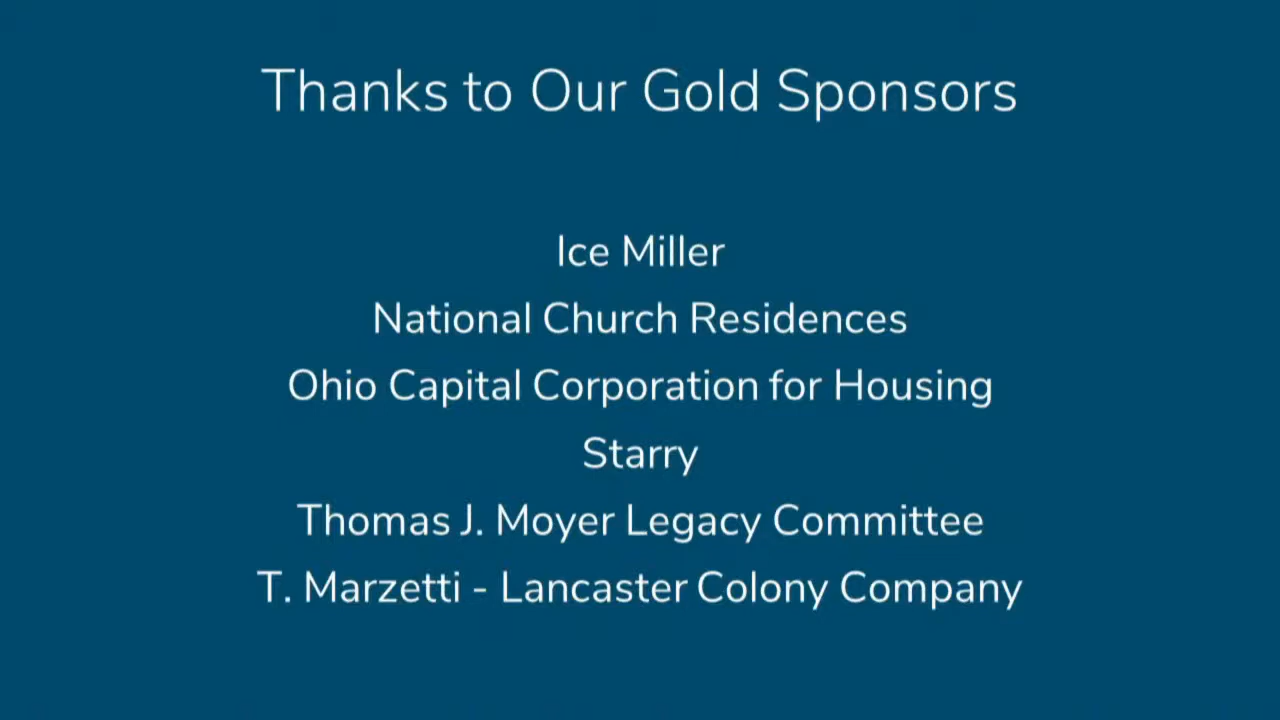 Thanks to Our Gold Sponsors
Ice Miller
National Church Residences
Ohio Capital Corporation for Housing
Starry
Thomas J. Moyer Legacy Committee
T. Marzetti - Lancaster Colony Company